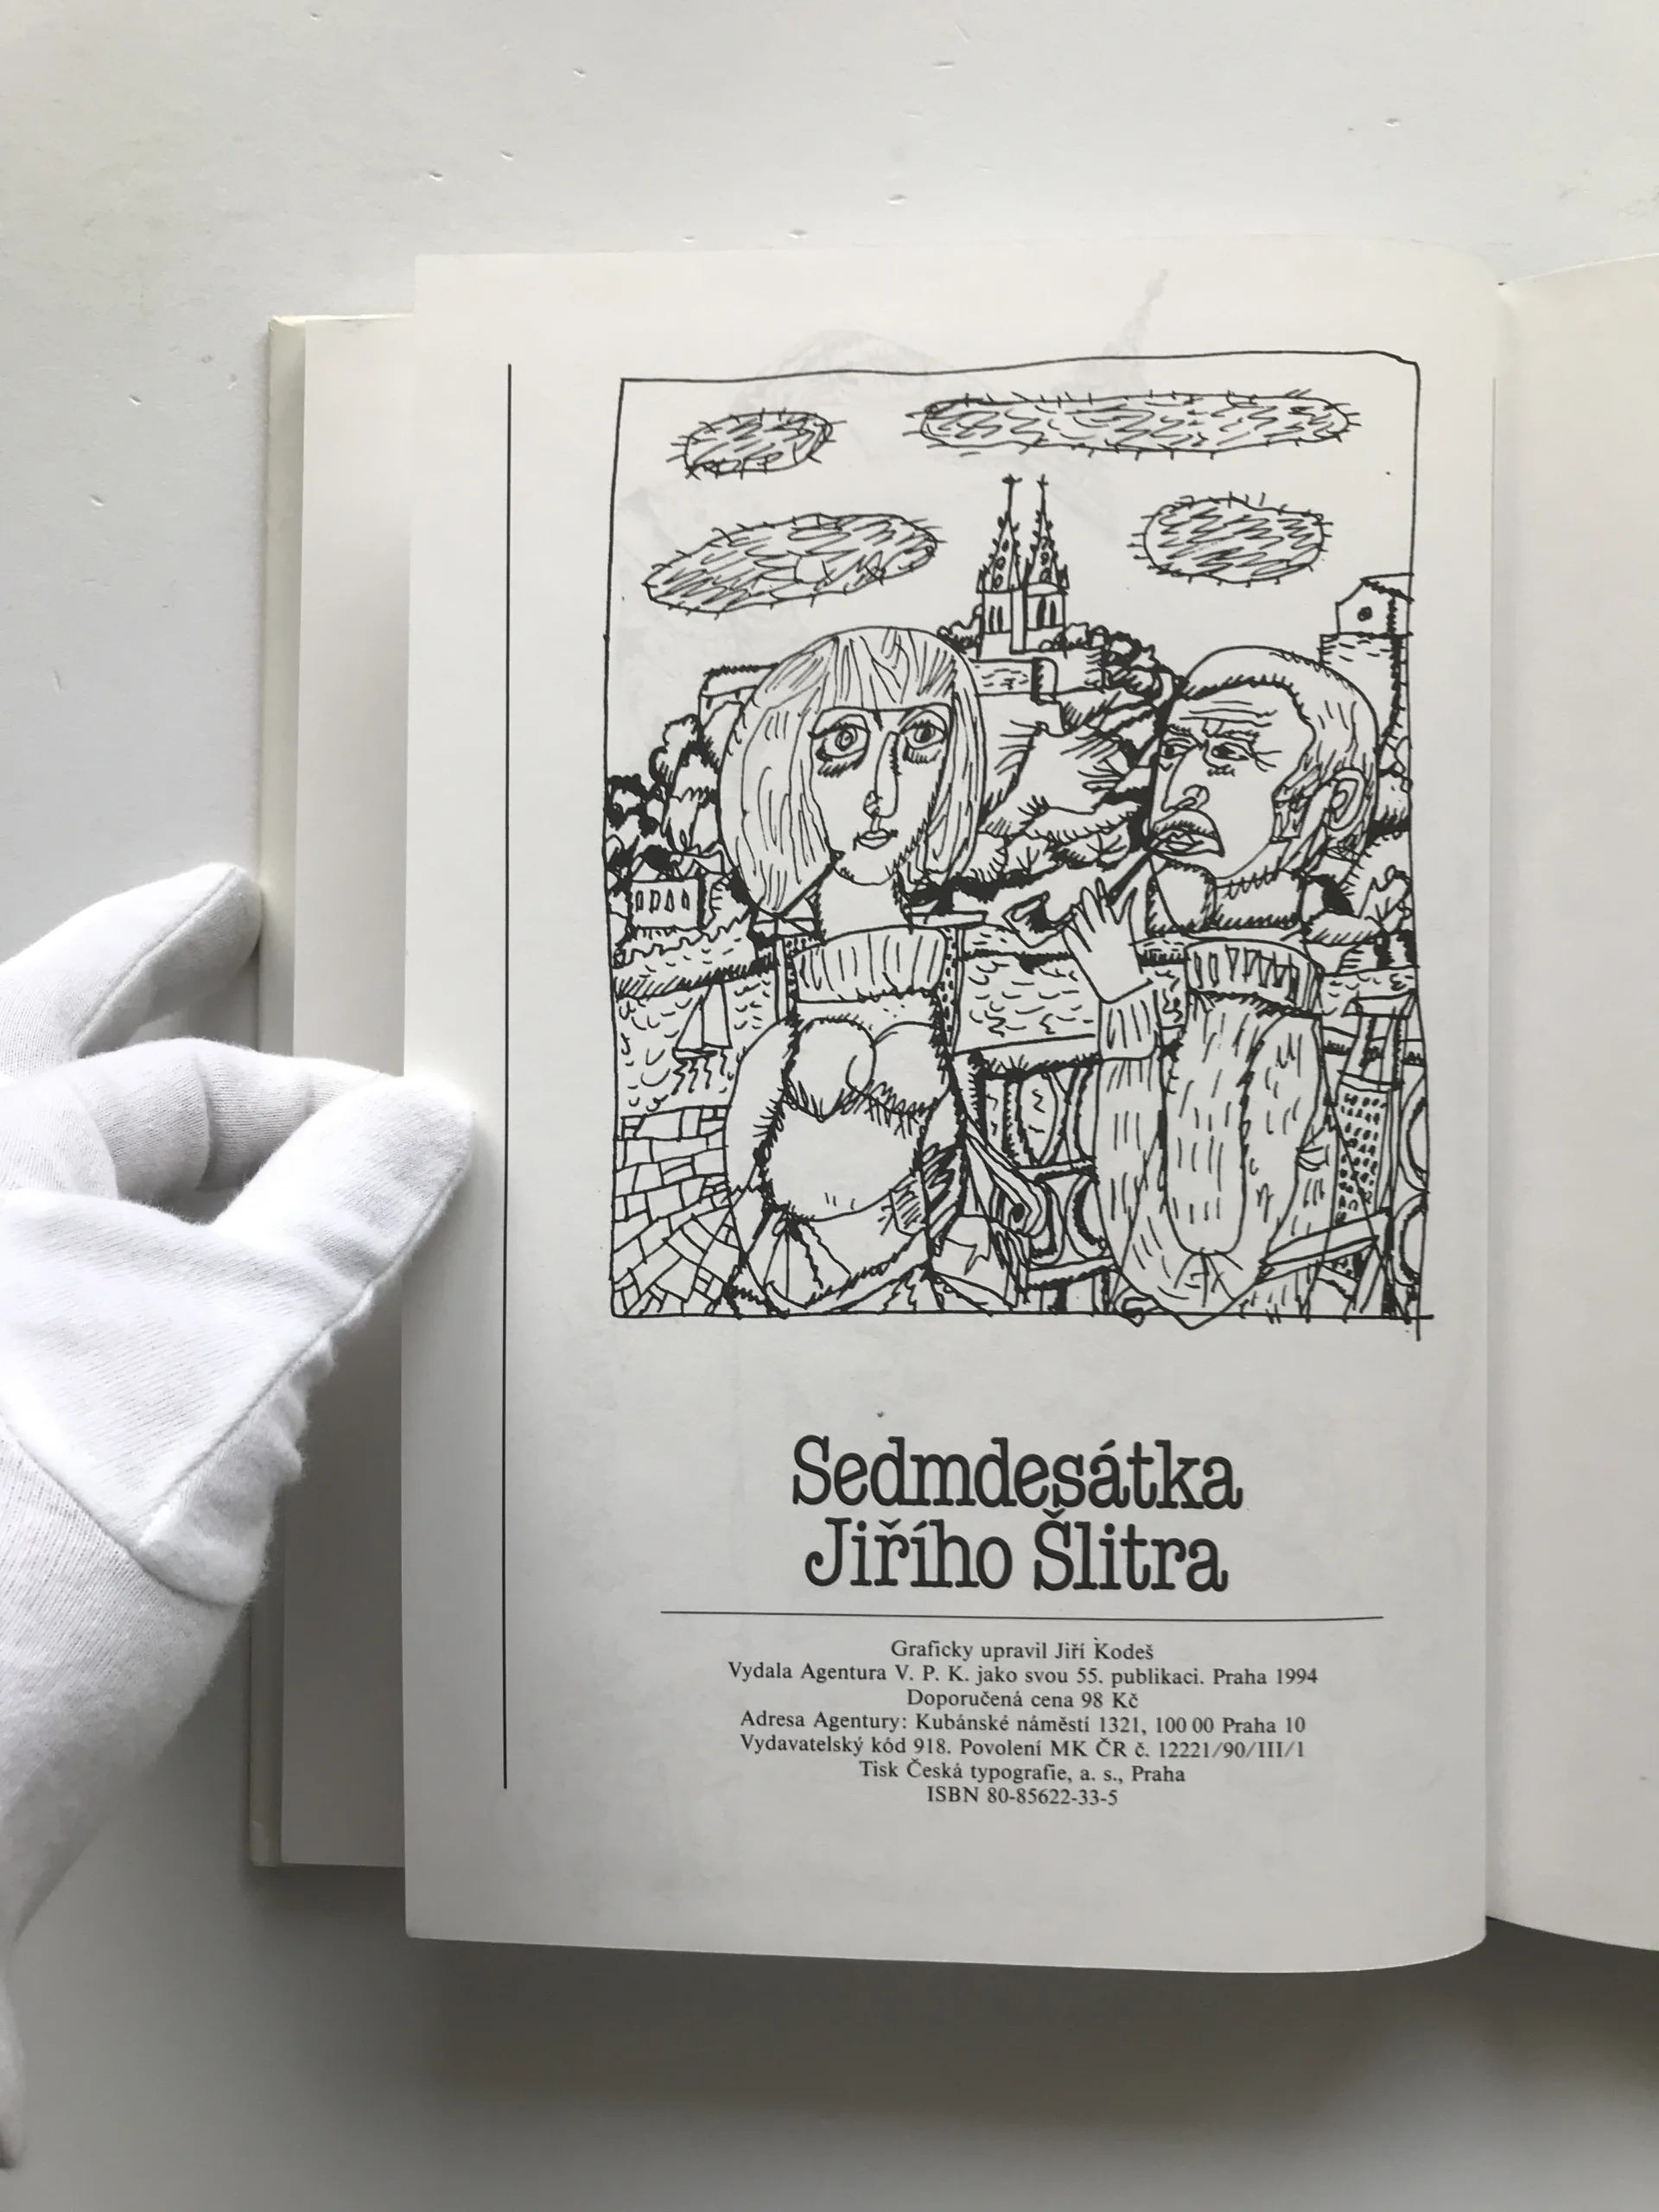 Sedmdesátka
Jiřího Šlitra
Graficky upravil Jiří Kodeš
Vydala Agentura V. P. K. jako svou 55. publikaci. Praha 1994
Doporučená cena 98 Kč
Adresa Agentury: Kubánské náměstí 1321, 100 00 Praha 10
Vydavatelský kód 918. Povolení MK ČR č. 12221/90/III/1
Tisk Česká typografie, a. s., Praha
ISBN 80-85622-33-5